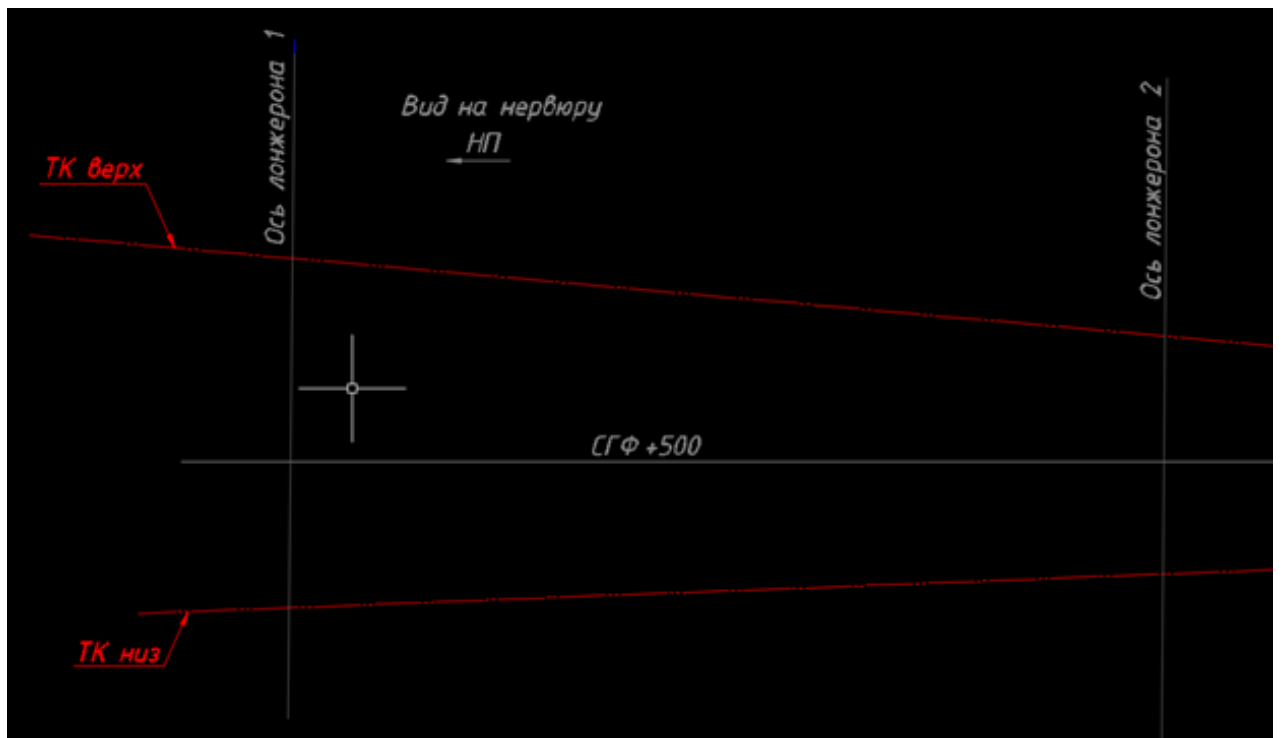 Ось лонжерона 1
Вид на нервюру
НП
Ось лонжерона 2
ТК верх
СГФ +500
ТК низ